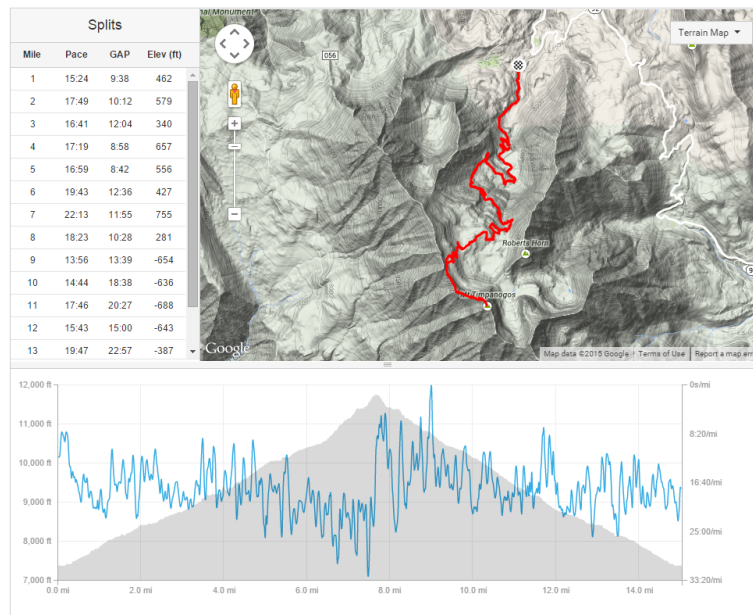 Splits
Mile Pace GAP Elev (ft)
1 15:24 9:38 462
2 17:49 10:12 579
3 16:41 12:04 340
4 17:19 8:58 657
5 16:59 8:42 556
6 19:43 12:36 427
7 22:13 11:55 755
8 18:23 10:28 281
9 13:56 13:39 -654
10 14:44 18:38 -636
11 17:46 20:27 -688
12 15:43 15:00 -643
13 19:47 22:57 -387
nal Monument
056
92
Terrain Map
Roberts Horn
Mt Timpanogos
Google
Map data ©2015 Google Terms of Use Report a map err
12,000 ft 0s/mi
11,000 ft 8:20/mi
10,000 ft 16:40/mi
9,000 ft
8,000 ft 25:00/mi
7,000 ft 33:20/mi
0.0 mi 2.0 mi 4.0 mi 6.0 mi 8.0 mi 10.0 mi 12.0 mi 14.0 mi